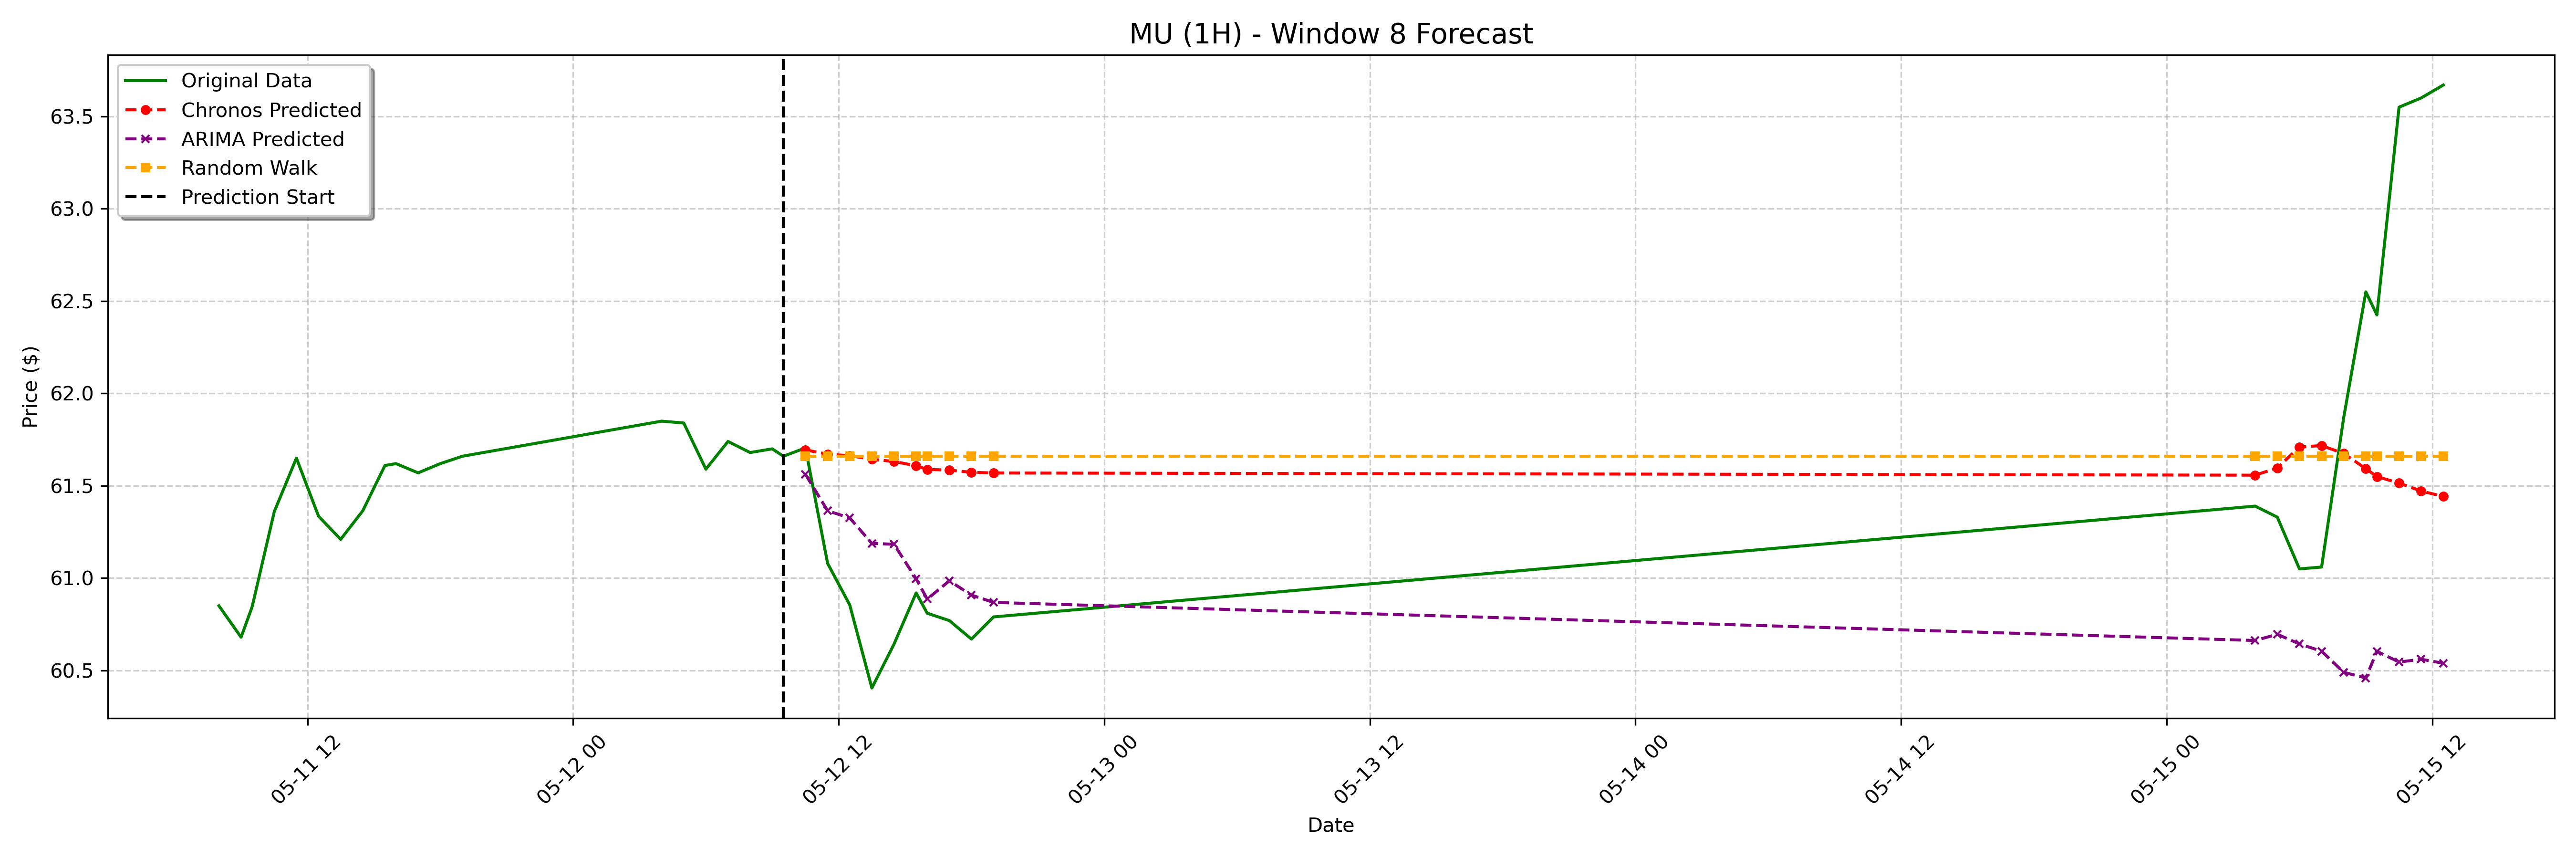 MU (1H) - Window 8 Forecast
Original Data
Chronos Predicted
ARIMA Predicted
Random Walk
Prediction Start
Price ($)
63.5
63.0
62.5
62.0
61.5
61.0
60.5
05-11 12
05-12 00
05-12 12
05-13 00
05-13 12
05-14 00
05-14 12
05-15 00
05-15 12
Date